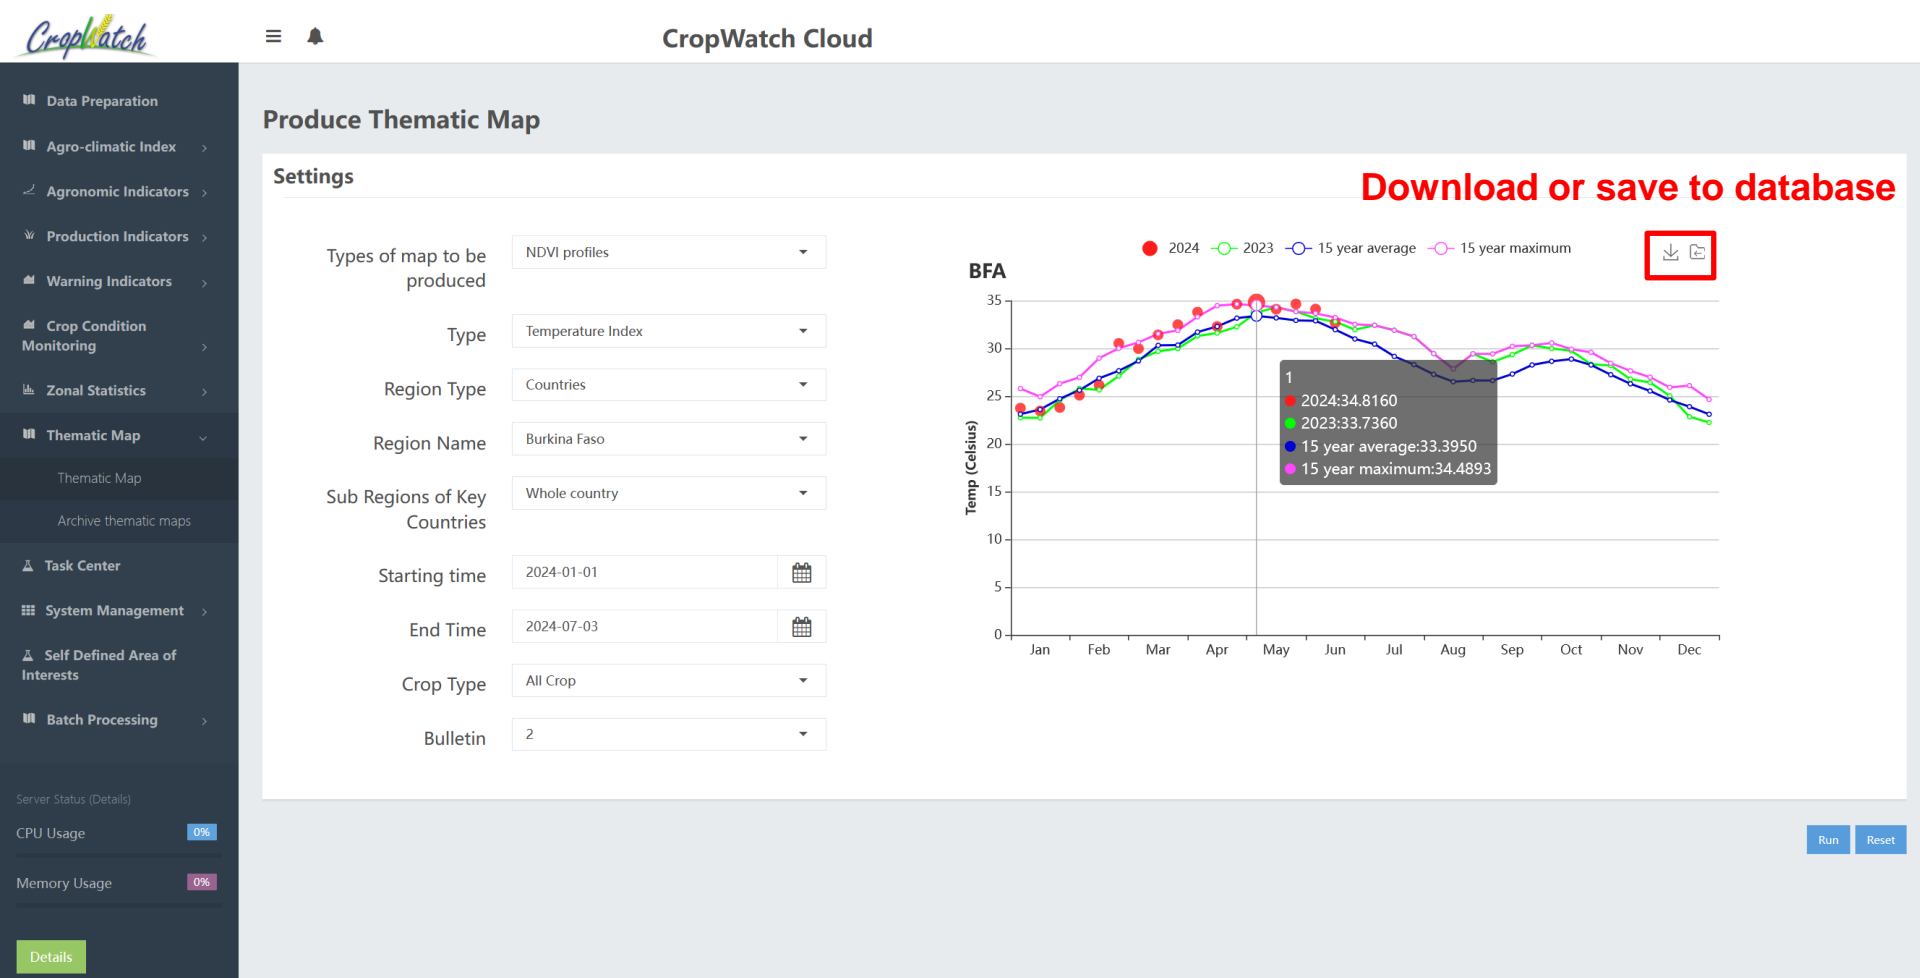 CropWatch
CropWatch Cloud
Data Preparation
Agro-climatic Index
Agronomic Indicators
Production Indicators
Warning Indicators
Crop Condition
Monitoring
Zonal Statistics
Thematic Map
Thematic Map
Archive thematic maps
Task Center
System Management
Self Defined Area of
Interests
Batch Processing
Server Status (Details)
CPU Usage
0%
Memory Usage
0%
Details
Produce Thematic Map
Settings
Download or save to database
Types of map to be
produced
NDVI profiles
Type
Temperature Index
Region Type
Countries
Region Name
Burkina Faso
Sub Regions of Key
Countries
Whole country
Starting time
2024-01-01
End Time
2024-07-03
Crop Type
All Crop
Bulletin
2
2024 2023 15 year average 15 year maximum
BFA
35
30
25
20
15
10
5
0
Temp (Celsius)
1
2024:34.8160
2023:33.7360
15 year average:33.3950
15 year maximum:34.4893
Jan Feb Mar Apr May Jun Jul Aug Sep Oct Nov Dec
Run Reset